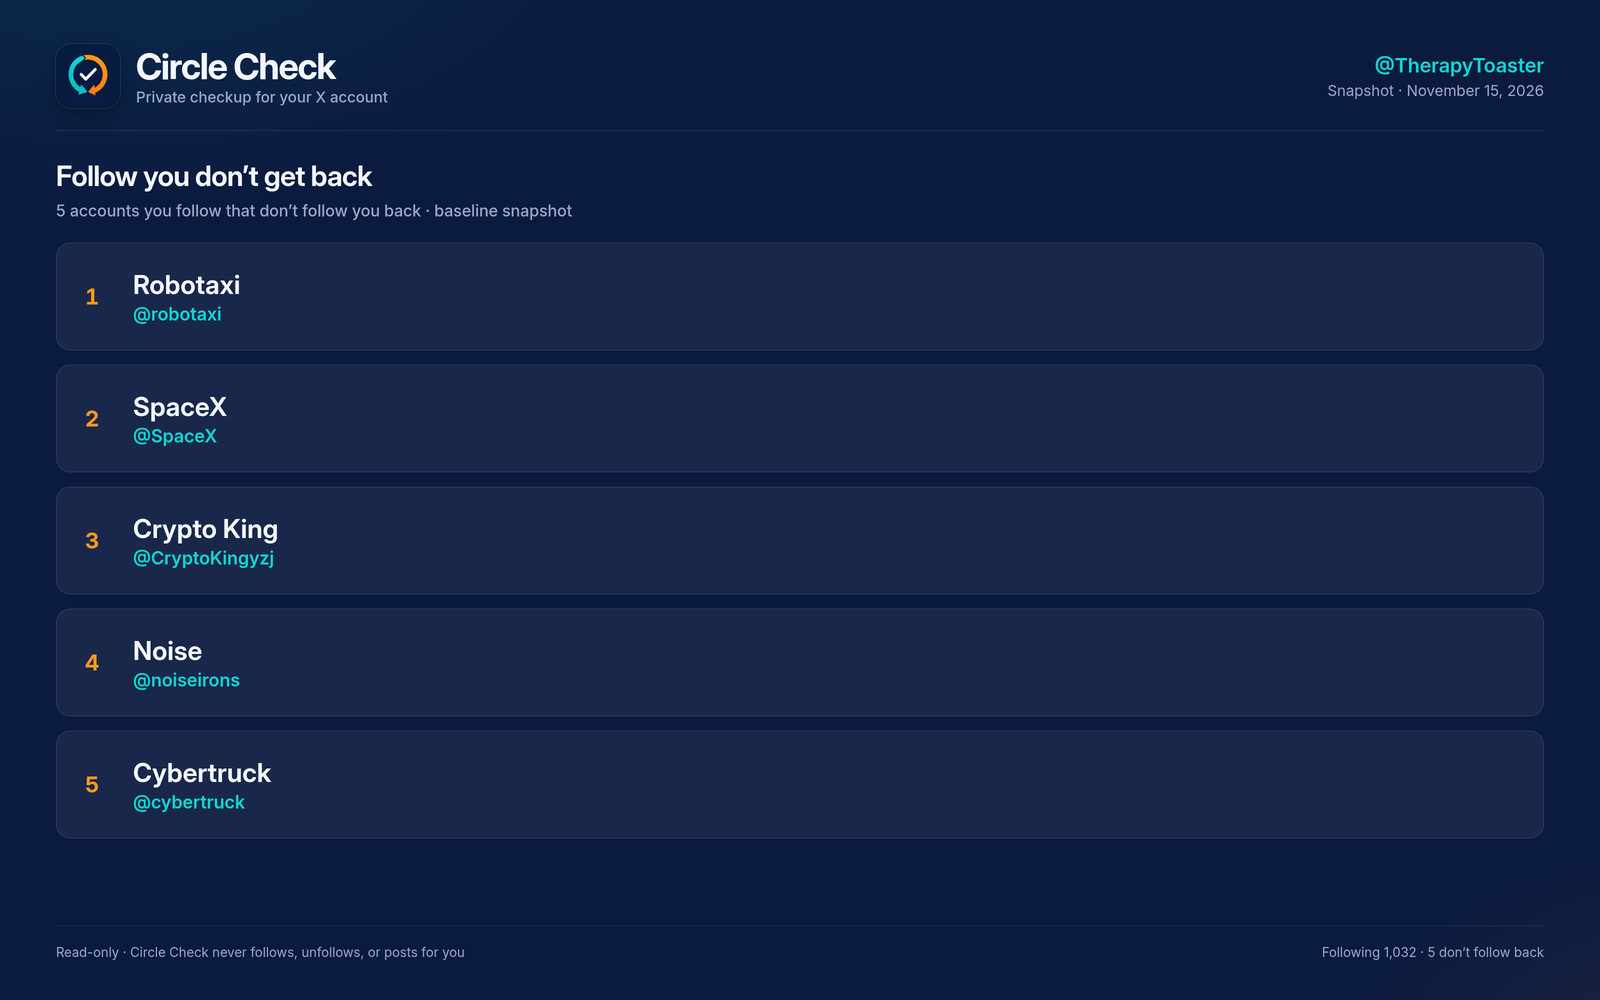 Circle Check
Private checkup for your X account
@TherapyToaster
Snapshot · November 15, 2026
Follow you don’t get back
5 accounts you follow that don’t follow you back · baseline snapshot
1
Robotaxi
@robotaxi
2
SpaceX
@SpaceX
3
Crypto King
@CryptoKingyzj
4
Noise
@noiseirons
5
Cybertruck
@cybertruck
Read-only · Circle Check never follows, unfollows, or posts for you
Following 1,032 · 5 don’t follow back